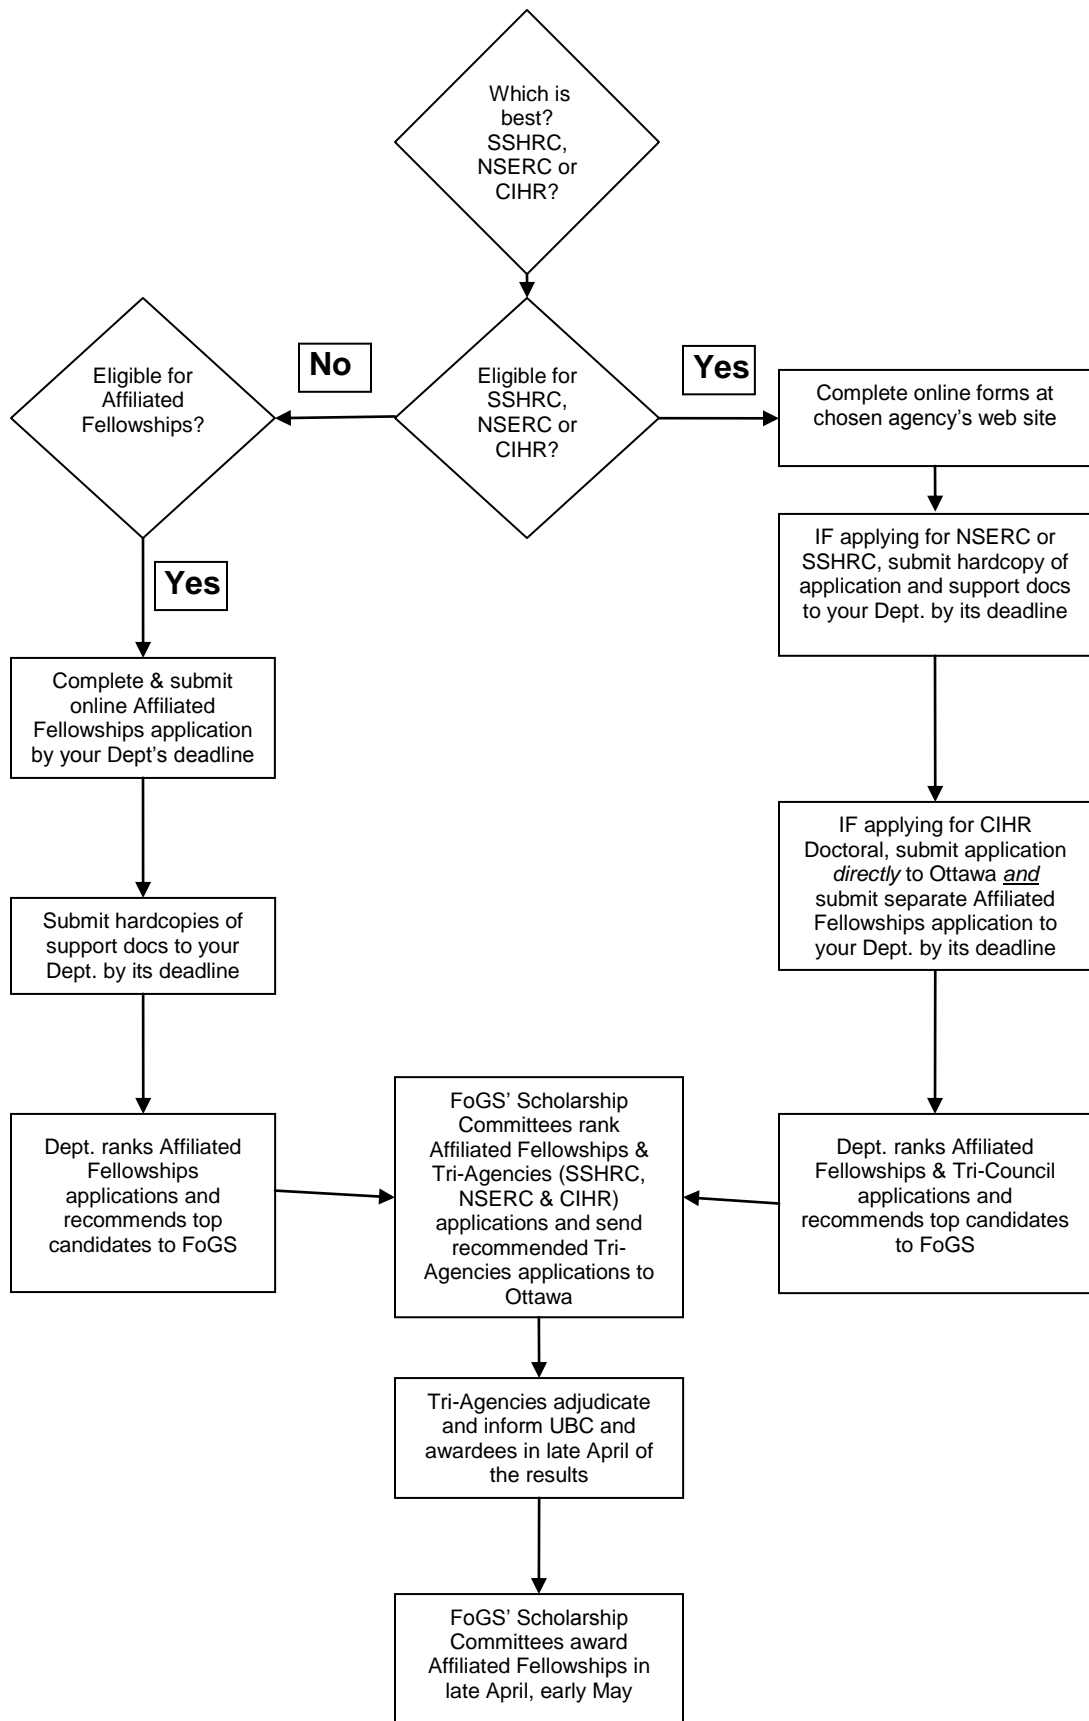 Which is
best?
SSHRC,
NSERC or
CIHR?
Eligible for
Affiliated
Fellowships?
No
Eligible for
SSHRC,
NSERC or
CIHR?
Yes
Complete online forms at
chosen agency’s web site
IF applying for NSERC or
SSHRC, submit hardcopy of
application and support docs
to your Dept. by its deadline
Yes
Complete & submit
online Affiliated
Fellowships application
by your Dept’s deadline
IF applying for CIHR
Doctoral, submit application
directly to Ottawa and
submit separate Affiliated
Fellowships application to
your Dept. by its deadline
Submit hardcopies of
support docs to your
Dept. by its deadline
Dept. ranks Affiliated
Fellowships
applications and
recommends top
candidates to FoGS
FoGS’ Scholarship
Committees rank
Affiliated Fellowships &
Tri-Agencies (SSHRC,
NSERC & CIHR)
applications and send
recommended Tri-
Agencies applications to
Ottawa
Dept. ranks Affiliated
Fellowships & Tri-Council
applications and
recommends top candidates
to FoGS
Tri-Agencies adjudicate
and inform UBC and
awardees in late April of
the results
FoGS’ Scholarship
Committees award
Affiliated Fellowships in
late April, early May